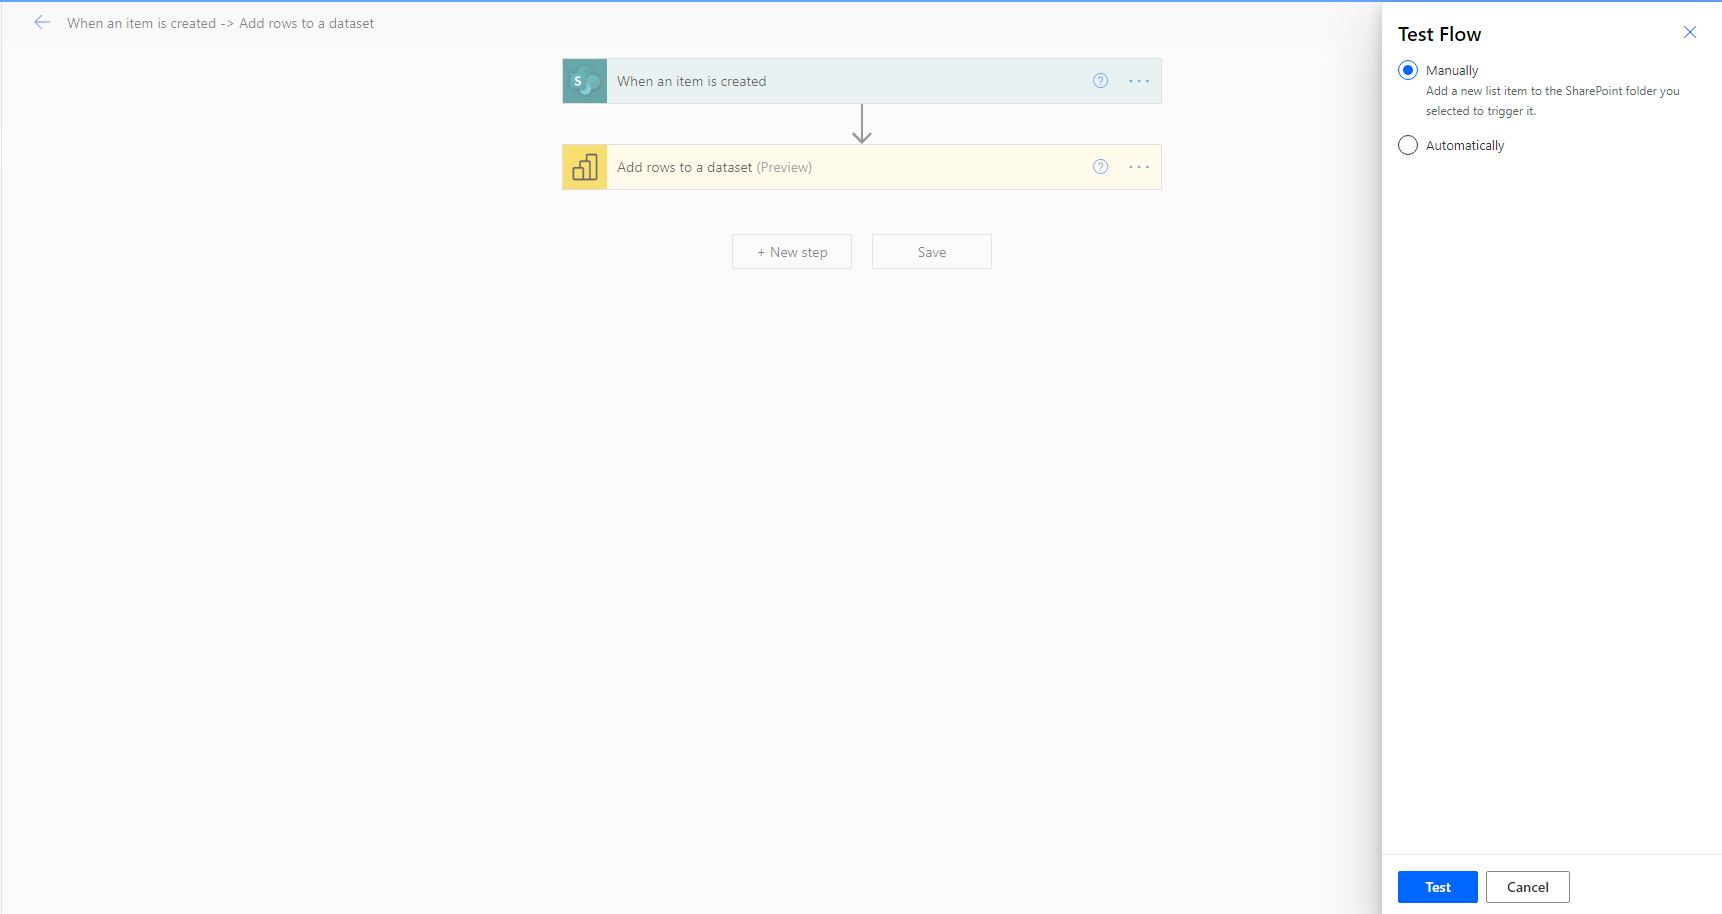 When an item is created -> Add rows to a dataset
S When an item is created ? ...
Add rows to a dataset (Preview) ? ...
+ New step Save
Test Flow
Manually
Add a new list item to the SharePoint folder you
selected to trigger it.
Automatically
Test Cancel